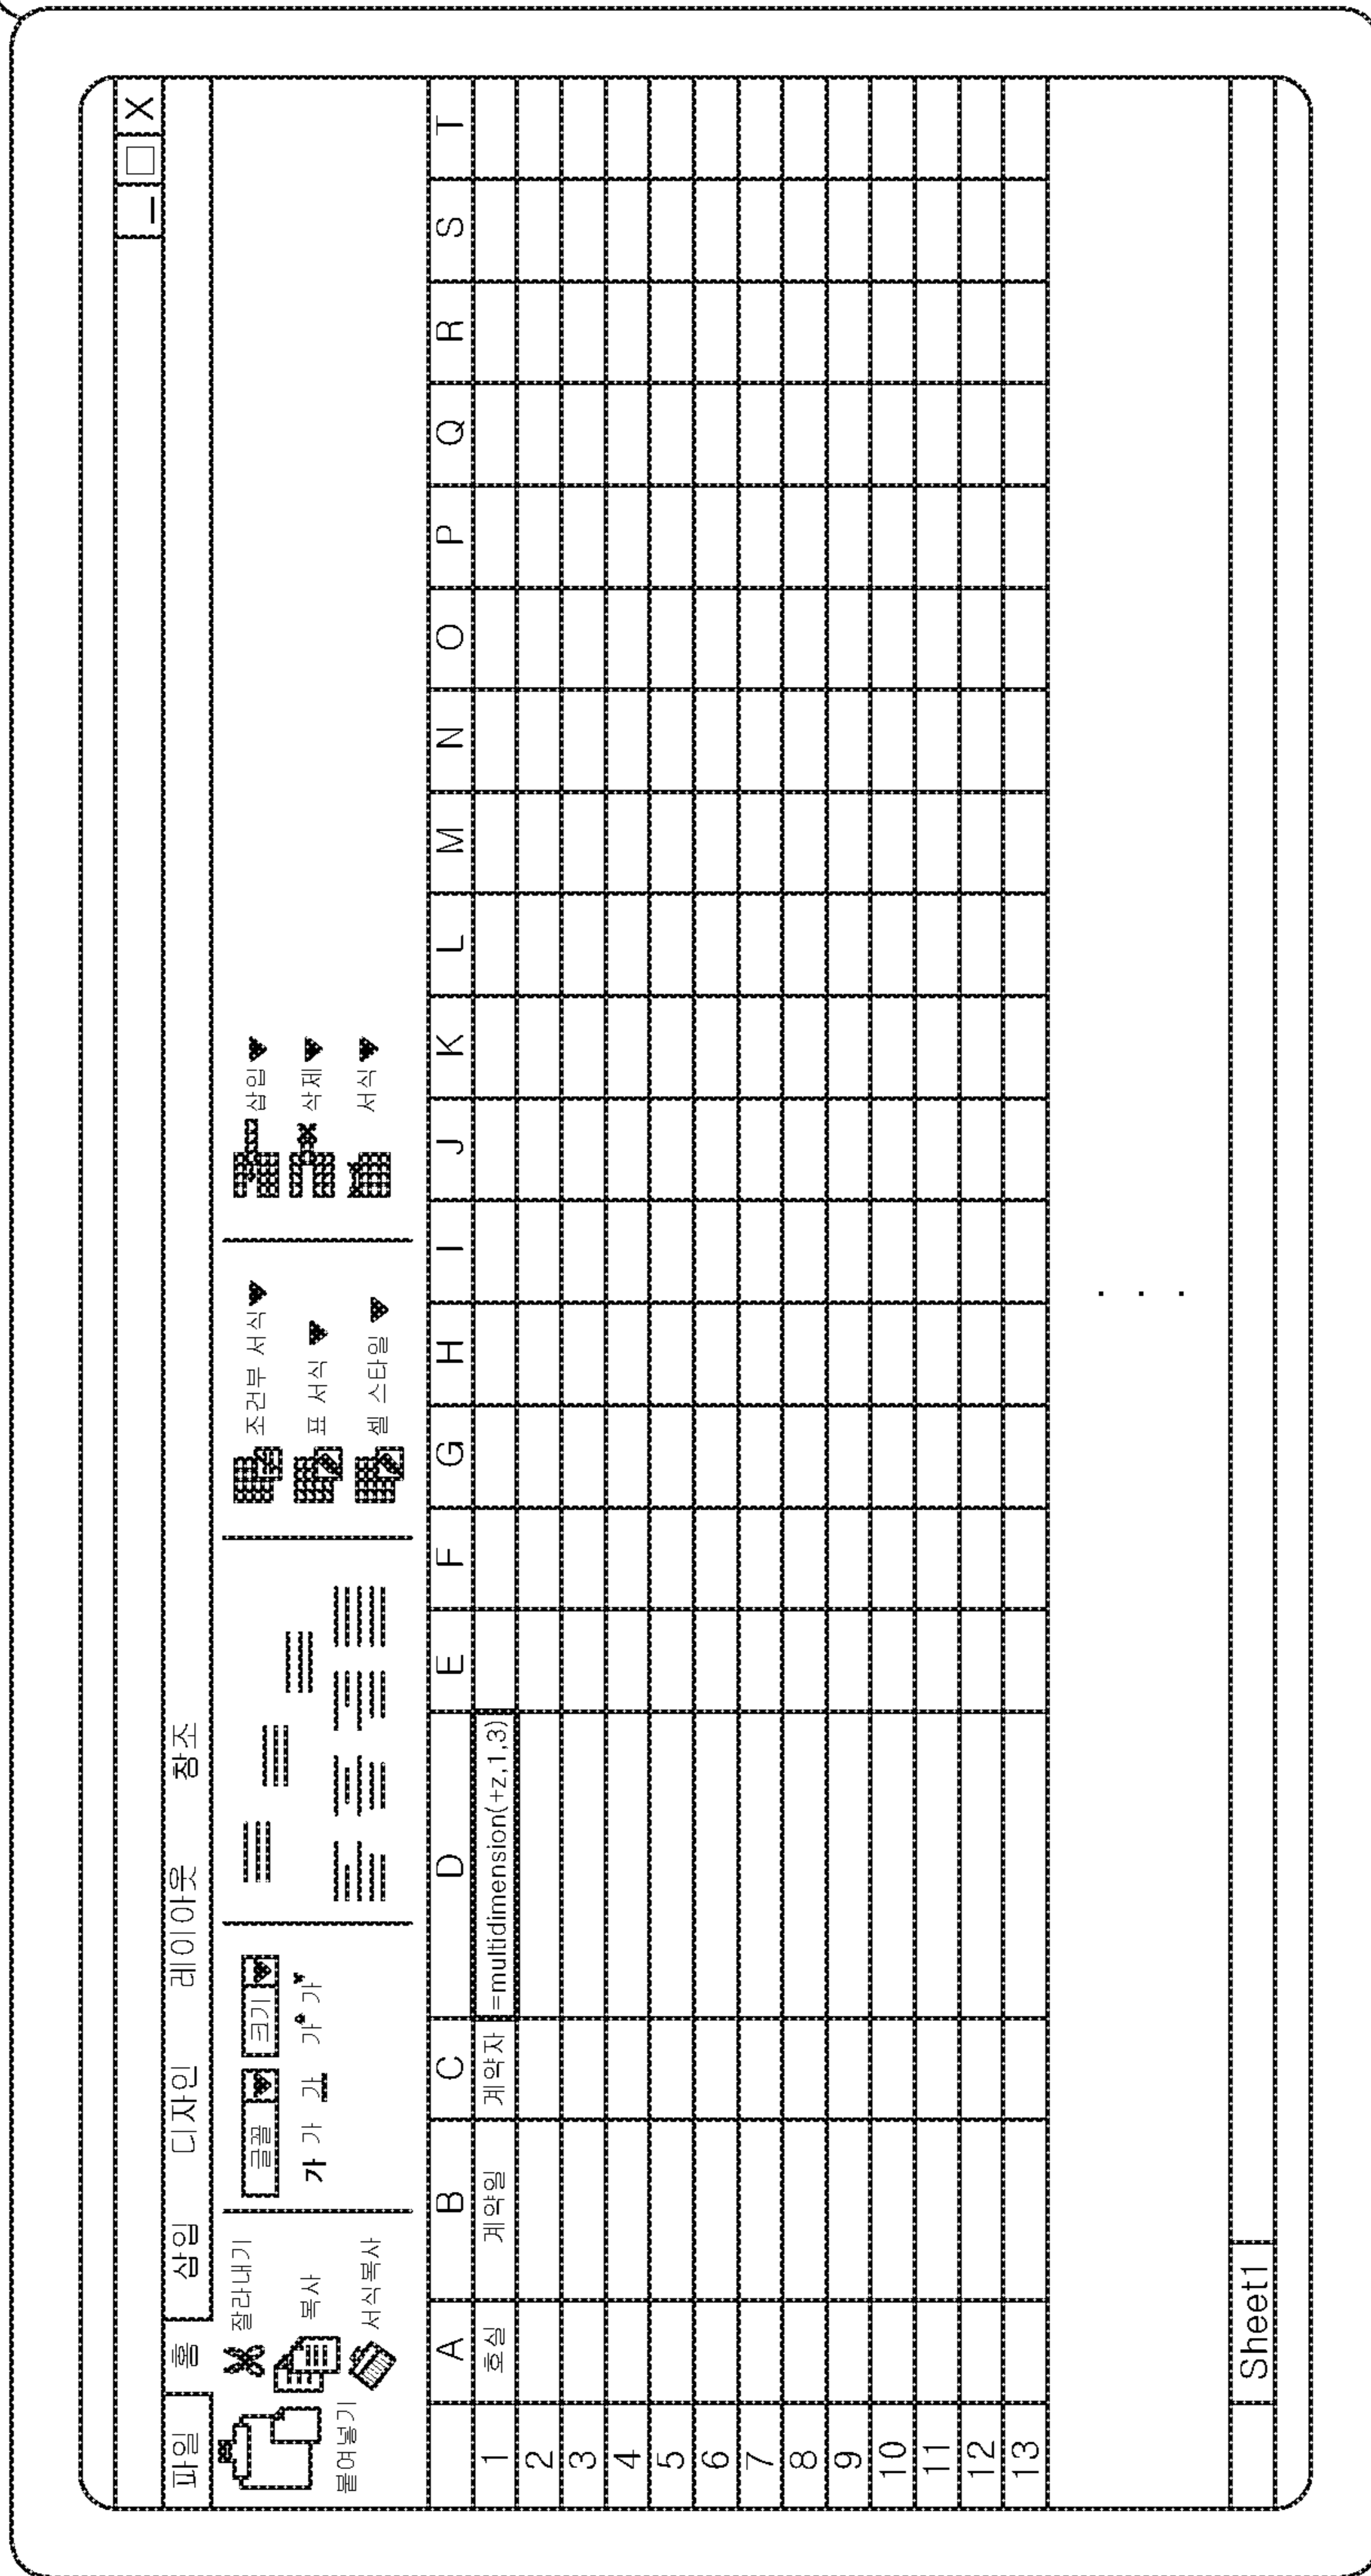 _ □ X
파일 홈 삽입 디자인 레이아웃 참조
붙여넣기
잘라내기
복사
서식복사
글꼴 크기
가 가 가 가 가
조건부 서식
표 서식
셀 스타일
삽입
삭제
서식
A B C D E F G H I J K L M N O P Q R S T
1 호실 계약일 계약자 =multidimension(+z,1,3)
2
3
4
5
6
7
8
9
10
11
12
13
Sheet1